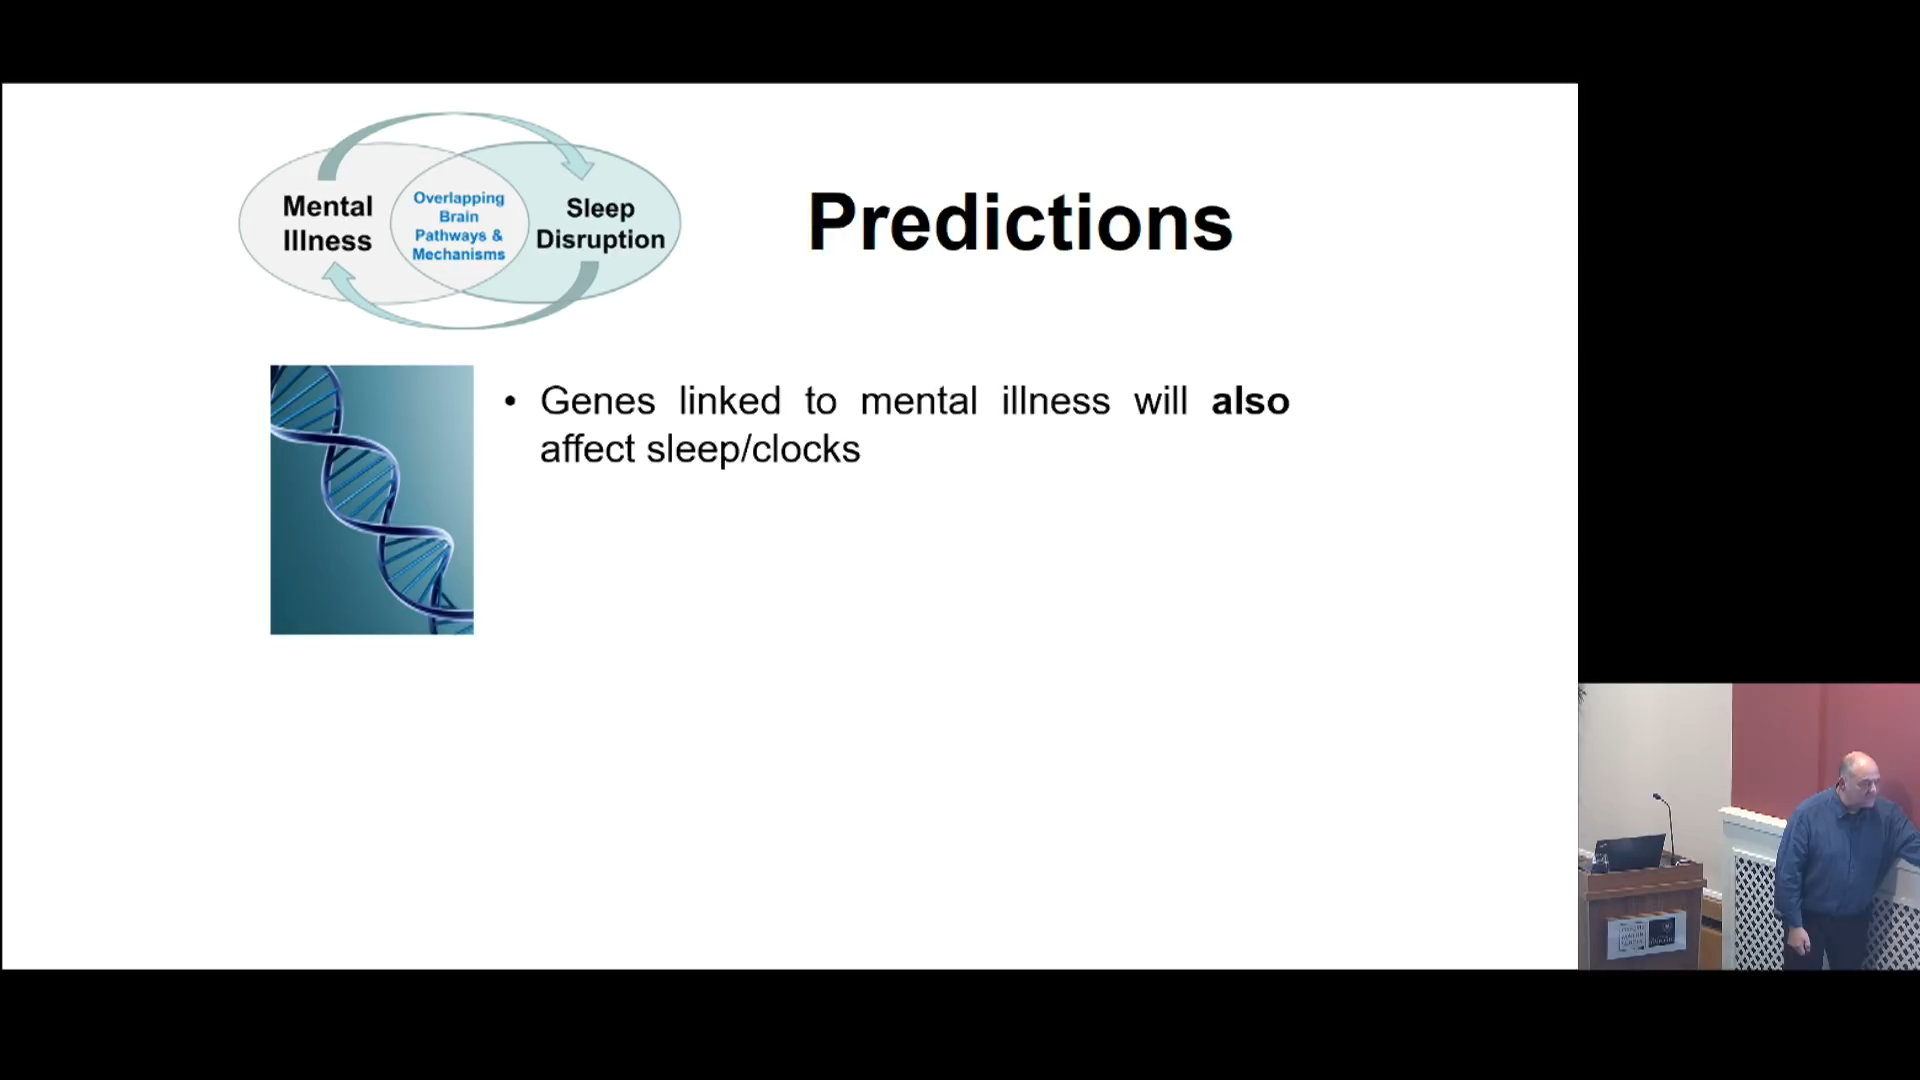 Mental
Illness
Overlapping
Brain
Pathways &
Mechanisms
Sleep
Disruption
Predictions
• Genes linked to mental illness will also
affect sleep/clocks